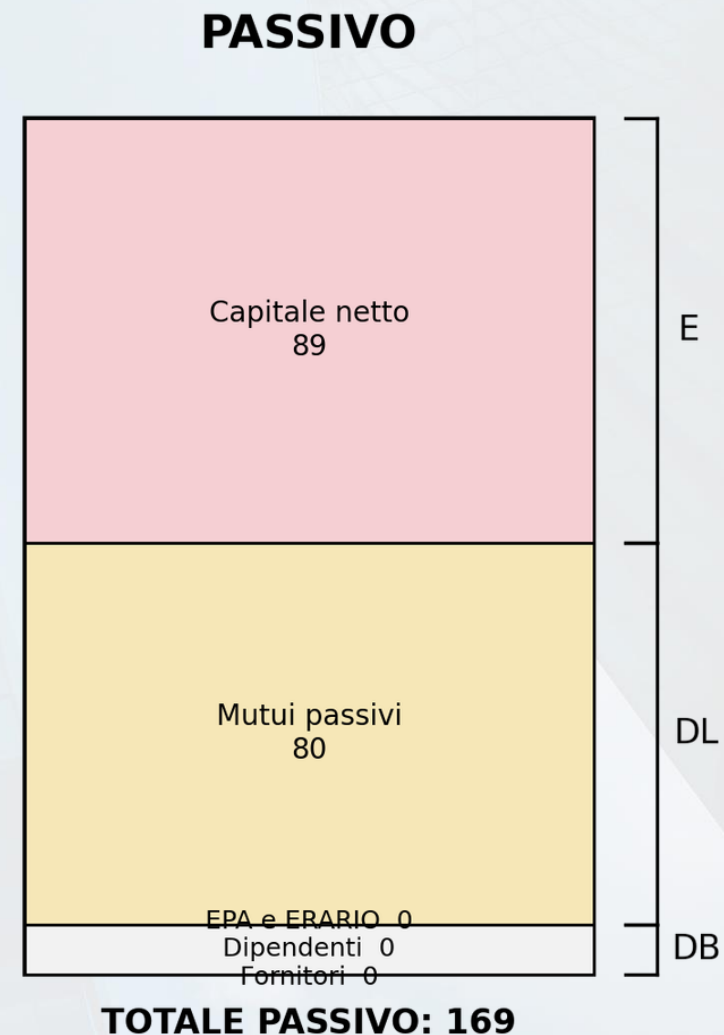 PASSIVO
Capitale netto
89
E
Mutui passivi
80
DL
EPA e ERARIO 0
Dipendenti 0
DB
Fornitori 0
TOTALE PASSIVO: 169